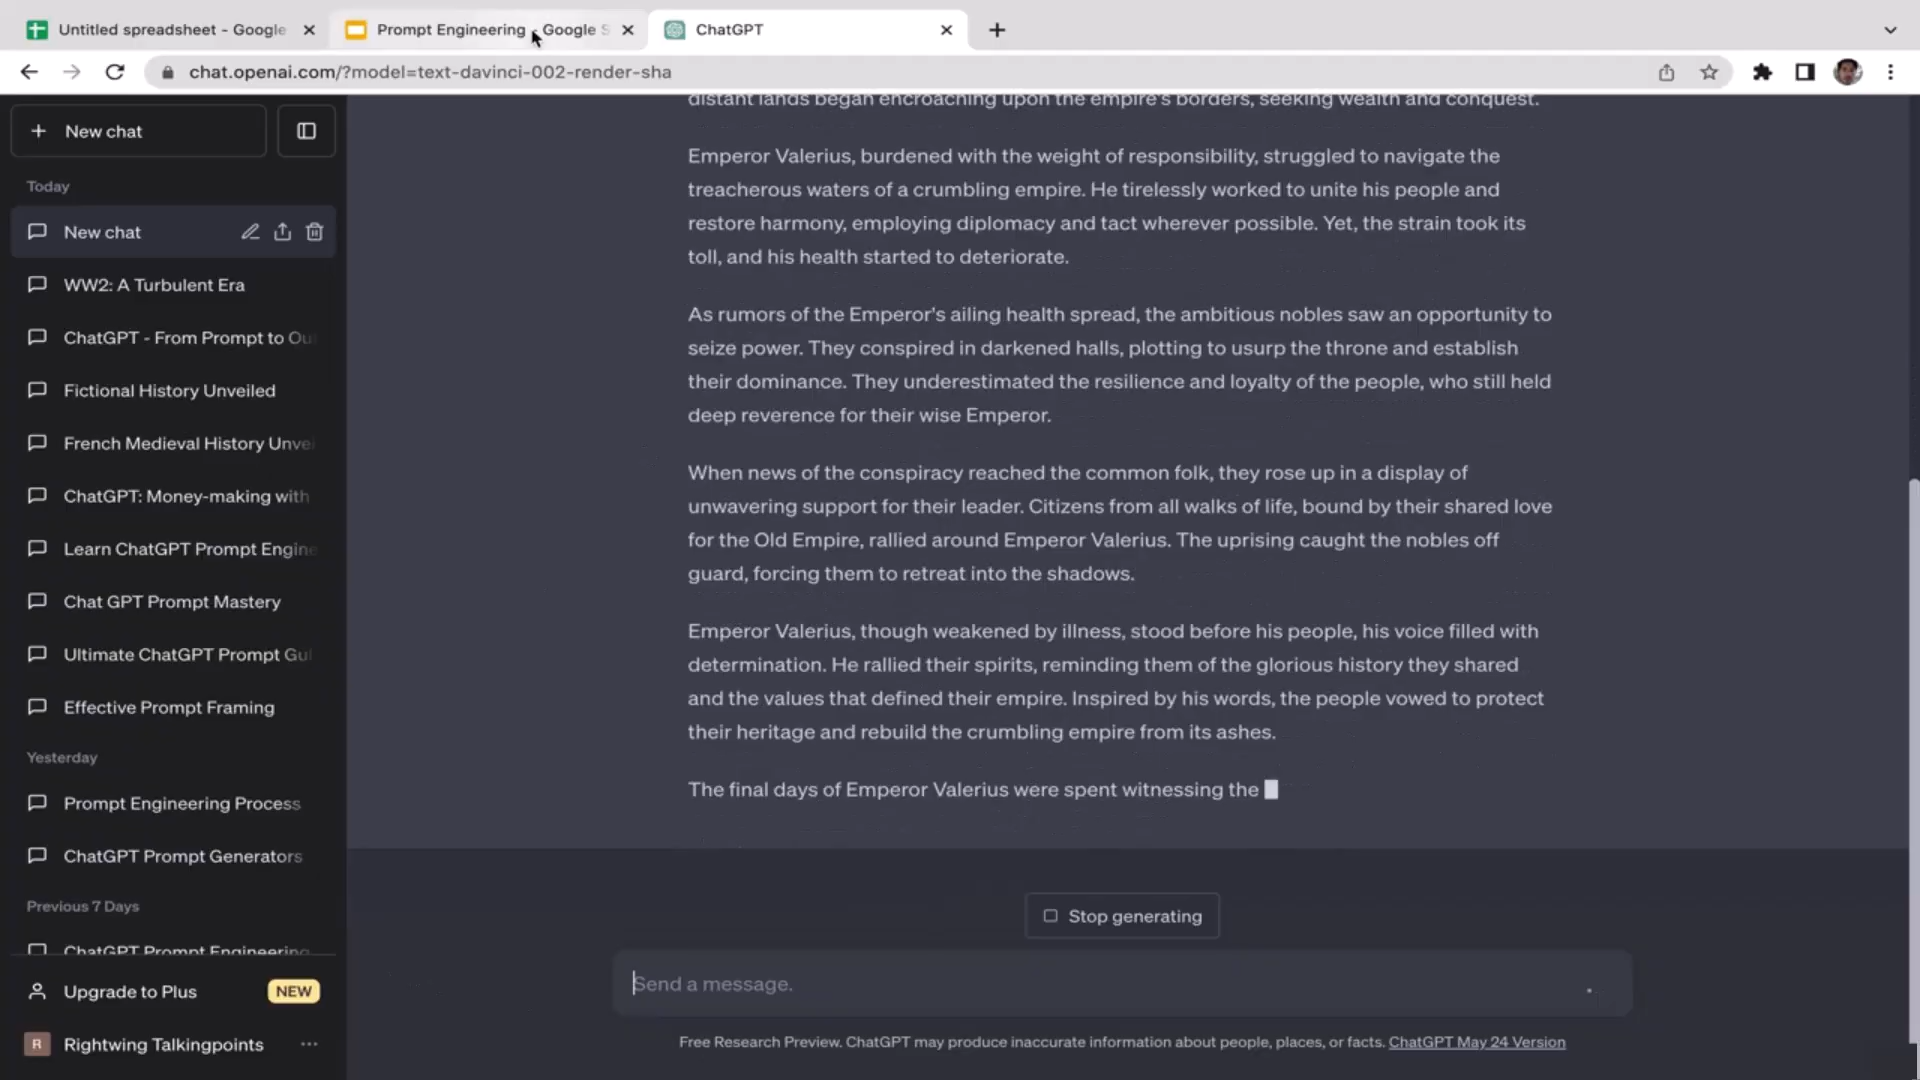 Untitled spreadsheet - Google
Prompt Engineering - Google S
ChatGPT
chat.openai.com/?model=text-davinci-002-render-sha
New chat
Today
New chat
WW2: A Turbulent Era
ChatGPT - From Prompt to Ou
Fictional History Unveiled
French Medieval History Unvei
ChatGPT: Money-making with
Learn ChatGPT Prompt Engine
Chat GPT Prompt Mastery
Ultimate ChatGPT Prompt Gui
Effective Prompt Framing
Yesterday
Prompt Engineering Process
ChatGPT Prompt Generators
Previous 7 Days
ChatGPT Prompt Engineering
Upgrade to Plus NEW
R Rightwing Talkingpoints
distant lands began encroaching upon the empire's borders, seeking wealth and conquest.
Emperor Valerius, burdened with the weight of responsibility, struggled to navigate the
treacherous waters of a crumbling empire. He tirelessly worked to unite his people and
restore harmony, employing diplomacy and tact wherever possible. Yet, the strain took its
toll, and his health started to deteriorate.
As rumors of the Emperor's ailing health spread, the ambitious nobles saw an opportunity to
seize power. They conspired in darkened halls, plotting to usurp the throne and establish
their dominance. They underestimated the resilience and loyalty of the people, who still held
deep reverence for their wise Emperor.
When news of the conspiracy reached the common folk, they rose up in a display of
unwavering support for their leader. Citizens from all walks of life, bound by their shared love
for the Old Empire, rallied around Emperor Valerius. The uprising caught the nobles off
guard, forcing them to retreat into the shadows.
Emperor Valerius, though weakened by illness, stood before his people, his voice filled with
determination. He rallied their spirits, reminding them of the glorious history they shared
and the values that defined their empire. Inspired by his words, the people vowed to protect
their heritage and rebuild the crumbling empire from its ashes.
The final days of Emperor Valerius were spent witnessing the
Stop generating
Send a message.
Free Research Preview. ChatGPT may produce inaccurate information about people, places, or facts. ChatGPT May 24 Version